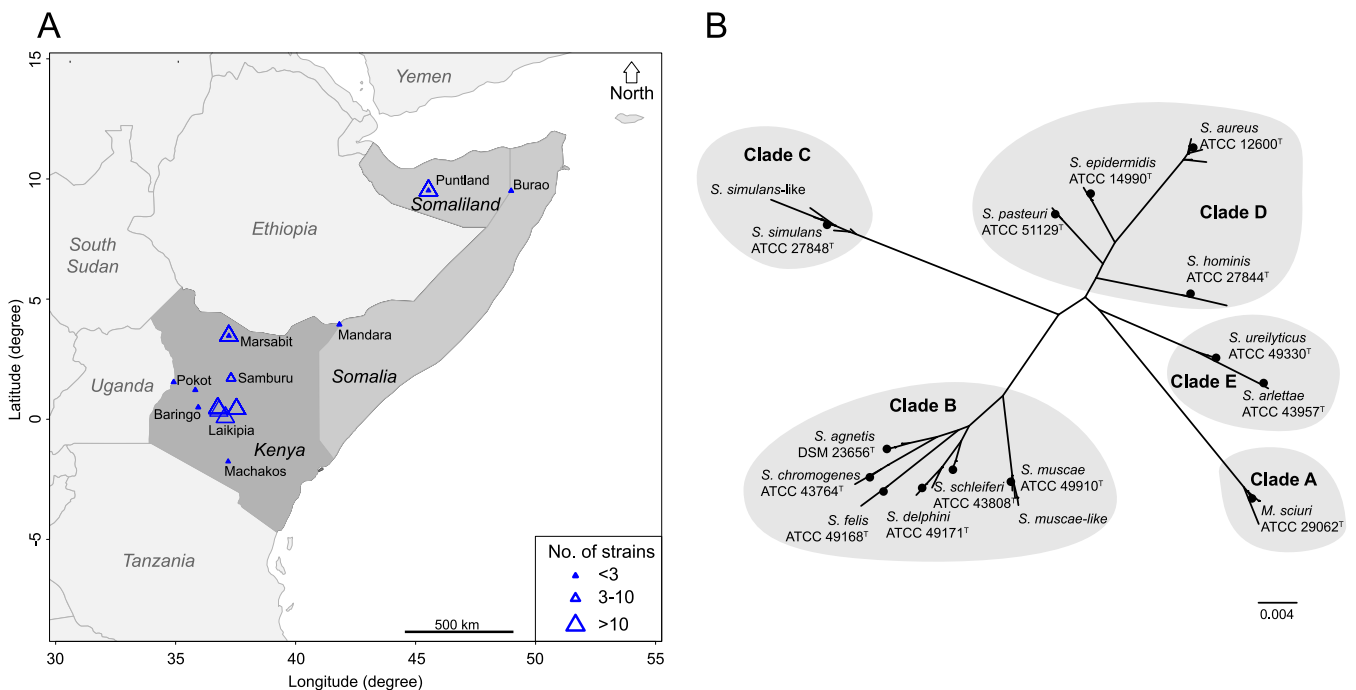 A
15
10
5
0
-5
Latitude (degree)
30
35
40
45
50
55
Longitude (degree)
Yemen
North
Puntland
Burao
Somaliland
Ethiopia
South
Sudan
Marsabit
Mandara
Samburu
Somalia
Uganda
Pokot
Baringo
Laikipia
Kenya
Machakos
Tanzania
500 km
No. of strains
<3
3-10
>10
B
Clade C
S. simulans-like
S. simulans
ATCC 27848ᵀ
S. aureus
ATCC 12600ᵀ
S. epidermidis
ATCC 14990ᵀ
S. pasteuri
ATCC 51129ᵀ
Clade D
S. hominis
ATCC 27844ᵀ
S. ureilyticus
ATCC 49330ᵀ
Clade E
S. arlettae
ATCC 43957ᵀ
Clade B
S. agnetis
DSM 23656ᵀ
S. chromogenes
ATCC 43764ᵀ
S. felis
ATCC 49168ᵀ
S. delphini
ATCC 49171ᵀ
S. schleiferi
ATCC 43808ᵀ
S. muscae
ATCC 49910ᵀ
S. muscae-like
Clade A
M. sciuri
ATCC 29062ᵀ
0.004